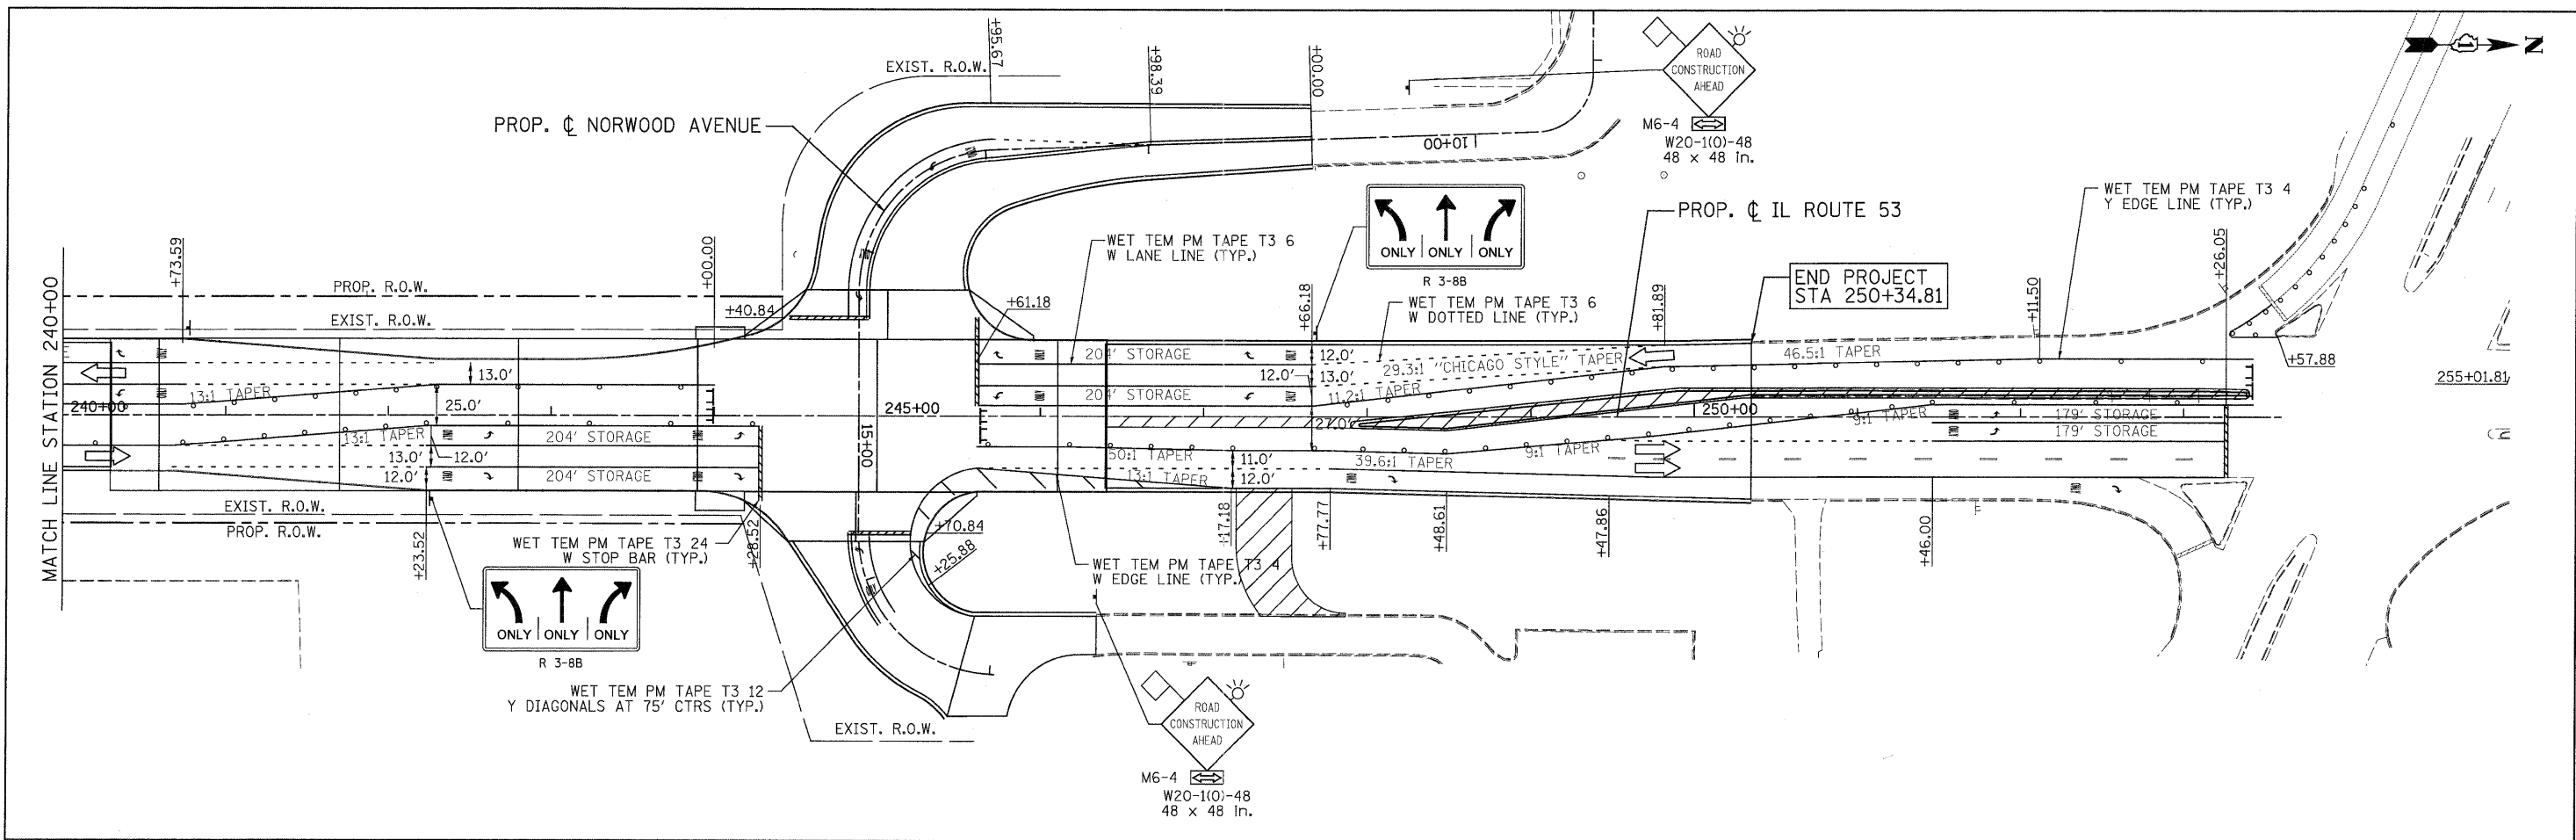 +95.67
+98.39
+00.00
EXIST. R.O.W.
ROAD
CONSTRUCTION
AHEAD
M6-4
W20-1(O)-48
48 x 48 in.
1
N
PROP. ℄ NORWOOD AVENUE
110+00
ONLY ONLY ONLY
R 3-8B
PROP. ℄ IL ROUTE 53
WET TEM PM TAPE T3 4
Y EDGE LINE (TYP.)
WET TEM PM TAPE T3 6
W LANE LINE (TYP.)
WET TEM PM TAPE T3 6
W DOTTED LINE (TYP.)
END PROJECT
STA 250+34.81
+73.59
+00.00
PROP. R.O.W.
EXIST. R.O.W.
+40.84
+61.18
+66.18
+81.89
+11.50
+26.05
+57.88
255+01.81
MATCH LINE STATION 240+00
ONLY
204' STORAGE
ONLY
12.0'
29.3:1 "CHICAGO STYLE" TAPER
46.5:1 TAPER
13.0'
12.0'
13.0'
13:1 TAPER
204' STORAGE
ONLY
11.2:1 TAPER
240+00
25.0'
245+00
250+00
27.0'
9:1 TAPER
ONLY
179' STORAGE
13:1 TAPER
ONLY
204' STORAGE
ONLY
15+00
ONLY
179' STORAGE
13.0'
12.0'
50:1 TAPER
11.0'
39.6:1 TAPER
9:1 TAPER
12.0'
ONLY
204' STORAGE
ONLY
13:1 TAPER
12.0'
ONLY
ONLY
EXIST. R.O.W.
PROP. R.O.W.
+23.52
+28.52
+70.84
+25.88
+17.18
+77.77
+48.61
+47.86
+46.00
WET TEM PM TAPE T3 24
W STOP BAR (TYP.)
WET TEM PM TAPE T3 4
W EDGE LINE (TYP.)
ONLY ONLY ONLY
R 3-8B
WET TEM PM TAPE T3 12
Y DIAGONALS AT 75' CTRS (TYP.)
EXIST. R.O.W.
ROAD
CONSTRUCTION
AHEAD
M6-4
W20-1(O)-48
48 x 48 in.